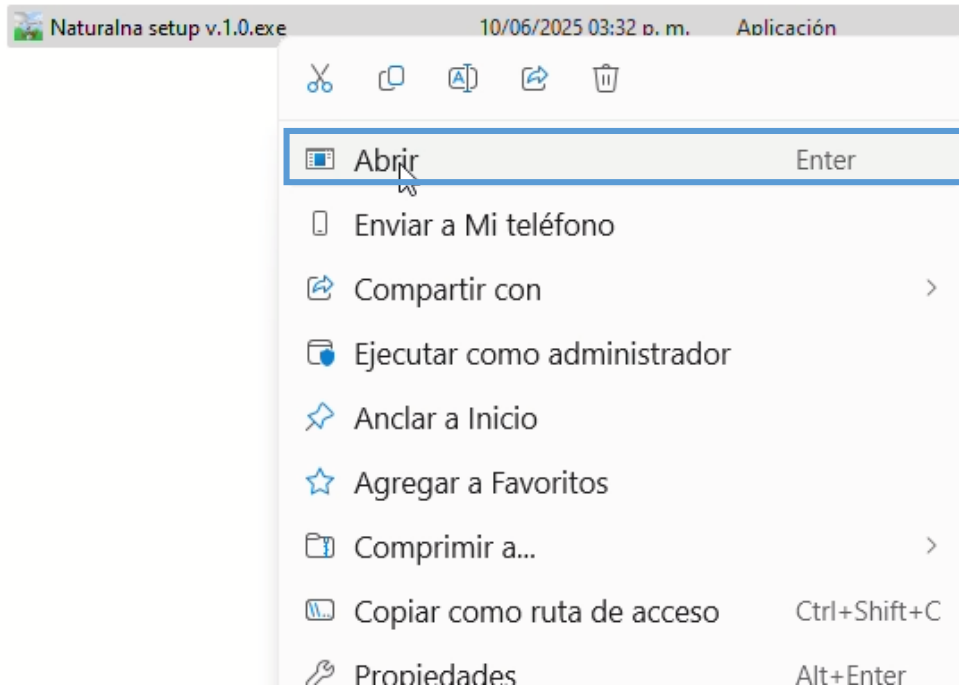 Naturalna setup v.1.0.exe 10/06/2025 03:32 p. m. Aplicación
Abrir Enter
Enviar a Mi teléfono
Compartir con
Ejecutar como administrador
Anclar a Inicio
Agregar a Favoritos
Comprimir a...
Copiar como ruta de acceso Ctrl+Shift+C
Propiedades Alt+Enter